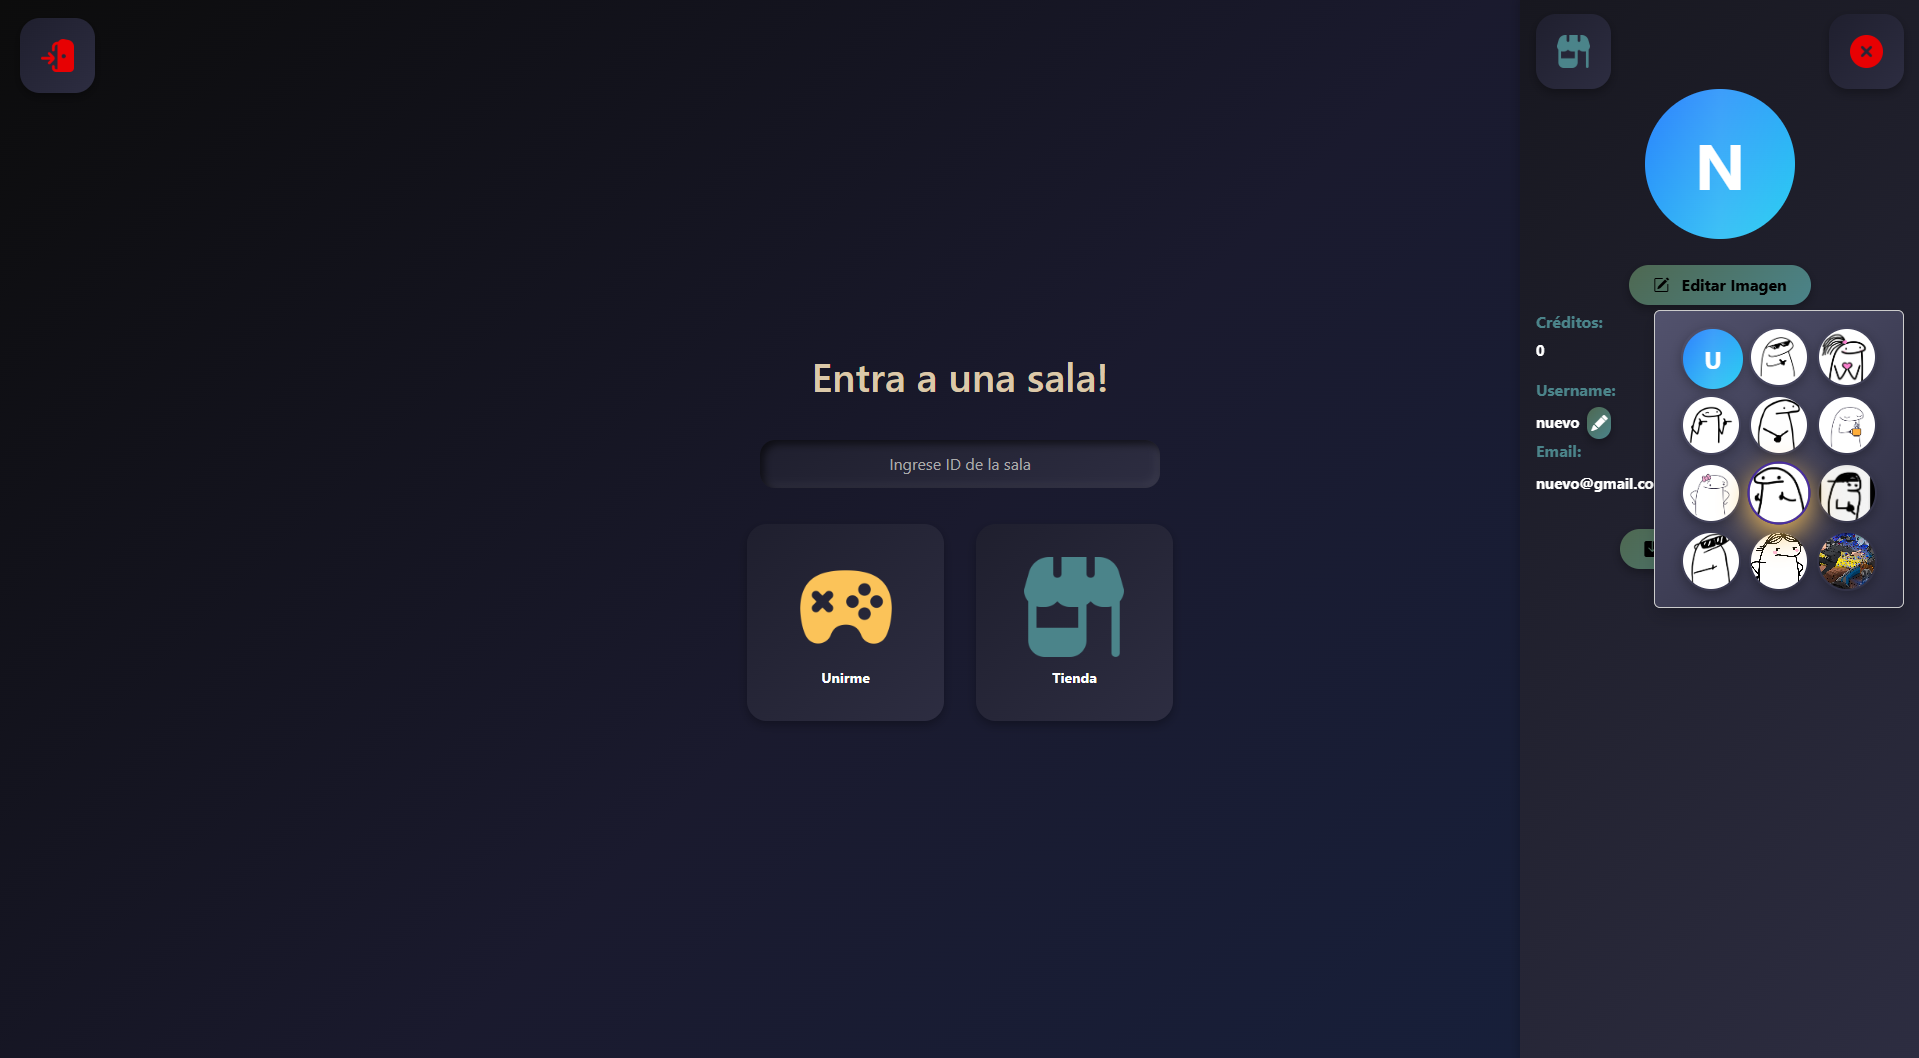 N
Editar Imagen
Créditos:
0
U
Username:
nuevo
Email:
nuevo@gmail.co
Entra a una sala!
Ingrese ID de la sala
Unirme
Tienda